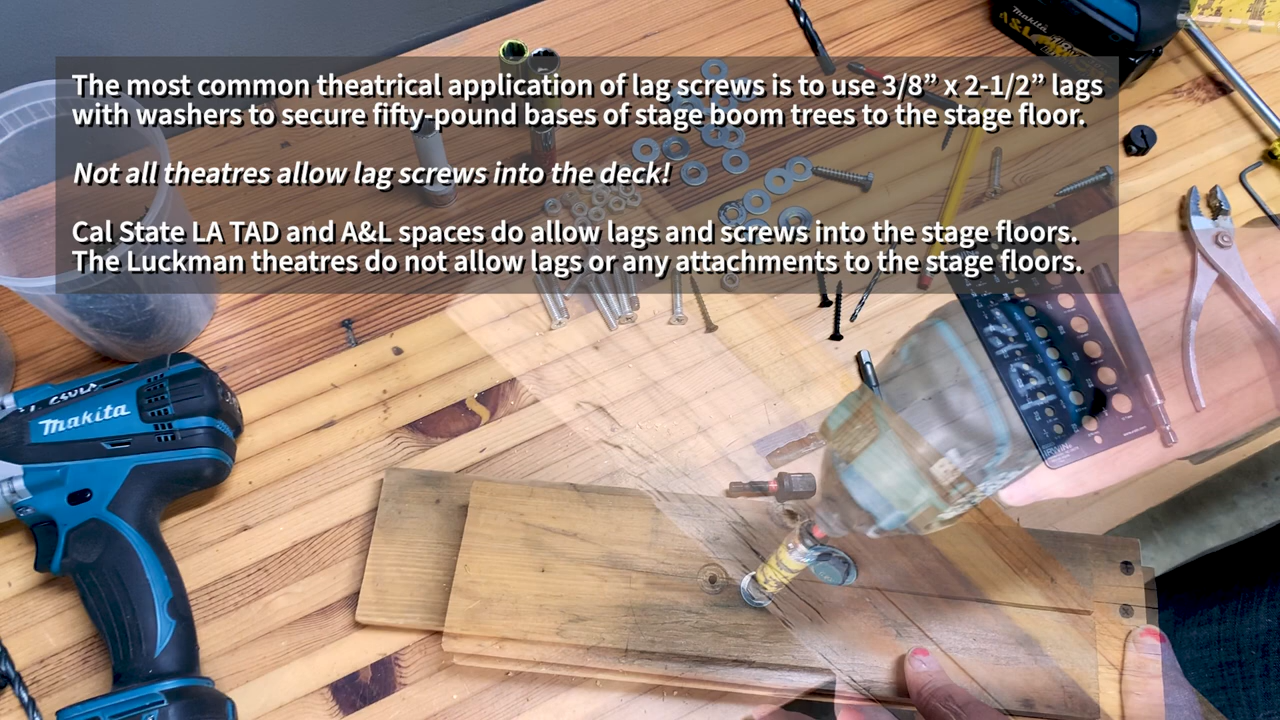 The most common theatrical application of lag screws is to use 3/8” x 2-1/2” lags
with washers to secure fifty-pound bases of stage boom trees to the stage floor.
Not all theatres allow lag screws into the deck!
Cal State LA TAD and A&L spaces do allow lags and screws into the stage floors.
The Luckman theatres do not allow lags or any attachments to the stage floors.
Makita
A&L
Makita
IRWIN